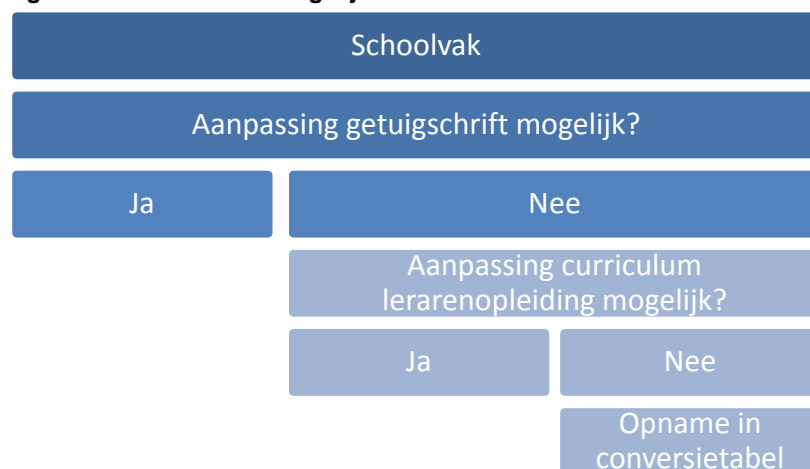 Schoolvak
Aanpassing getuigschrift mogelijk?
Ja
Nee
Aanpassing curriculum
lerarenopleiding mogelijk?
Ja
Nee
Opname in
conversietabel